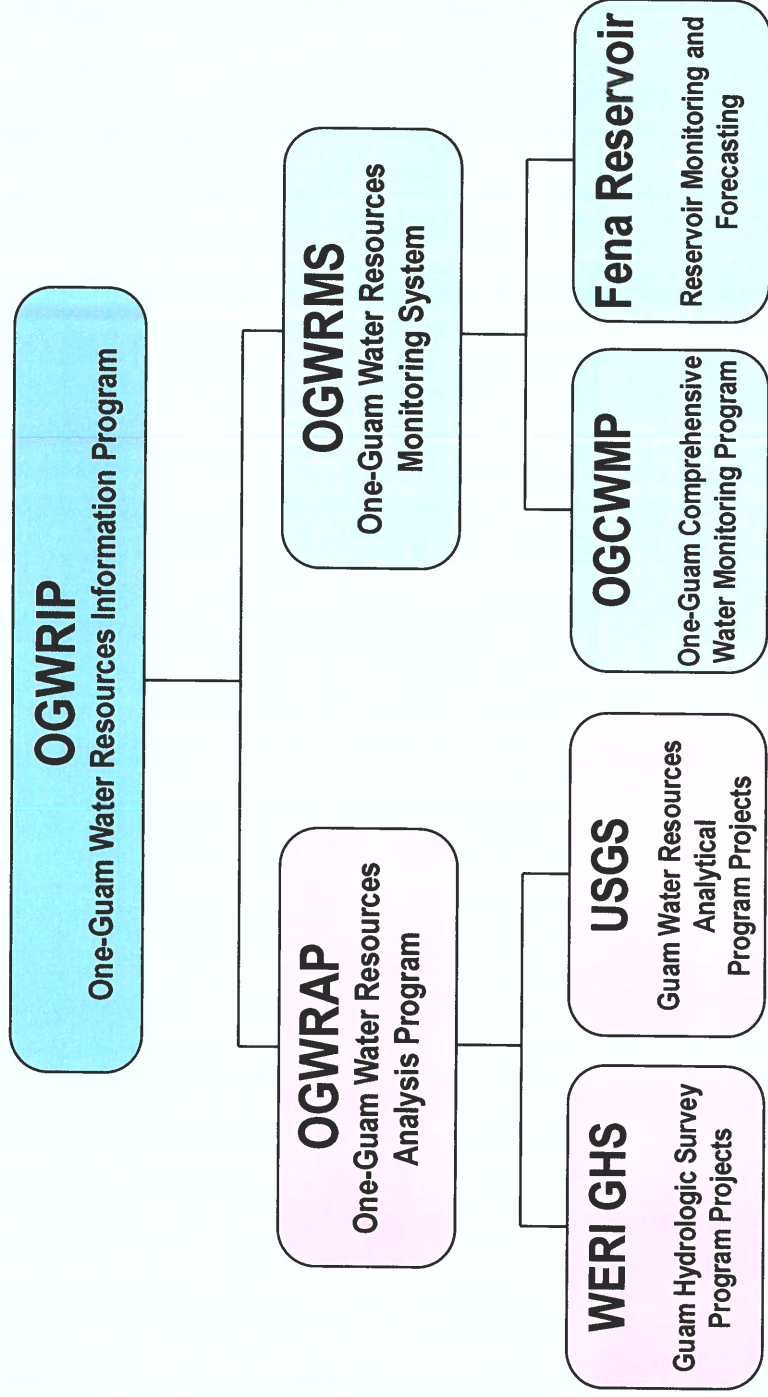 OGWRIP
One-Guam Water Resources Information Program
OGWRAP
One-Guam Water Resources
Analysis Program
OGWRMS
One-Guam Water Resources
Monitoring System
WERI GHS
Guam Hydrologic Survey
Program Projects
USGS
Guam Water Resources
Analytical
Program Projects
OGCWMP
One-Guam Comprehensive
Water Monitoring Program
Fena Reservoir
Reservoir Monitoring and
Forecasting